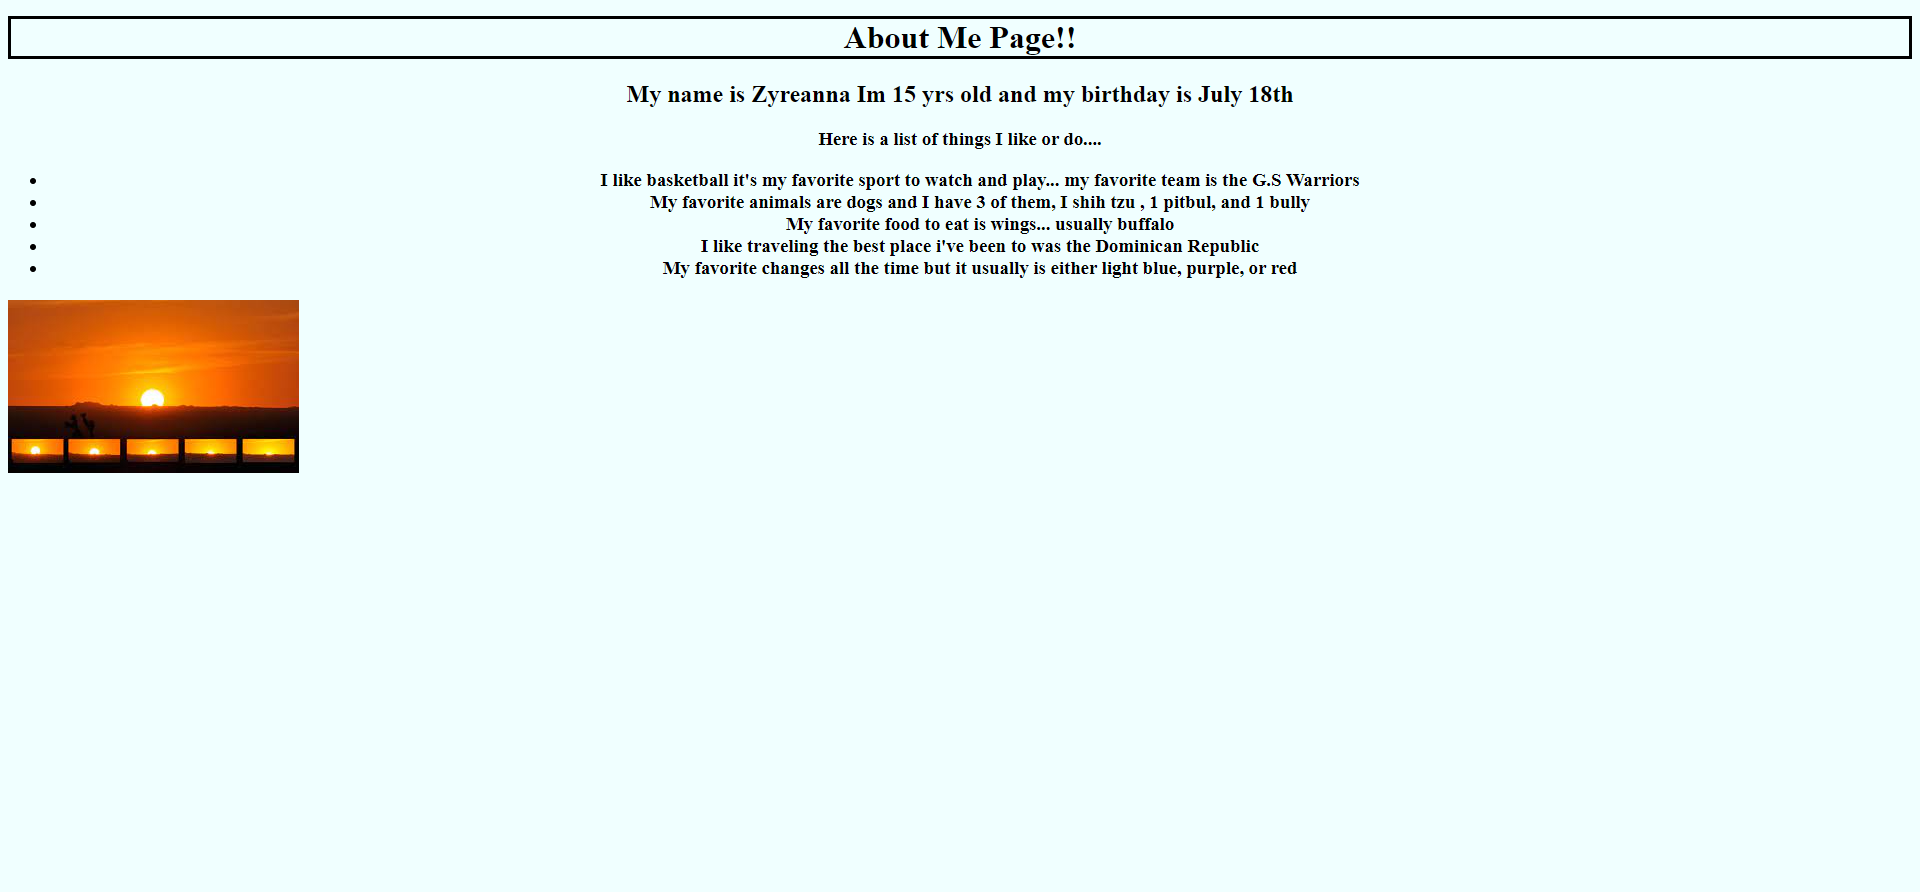 About Me Page!!
My name is Zyreanna Im 15 yrs old and my birthday is July 18th
Here is a list of things I like or do....
I like basketball it's my favorite sport to watch and play... my favorite team is the G.S Warriors
My favorite animals are dogs and I have 3 of them, I shih tzu , 1 pitbul, and 1 bully
My favorite food to eat is wings... usually buffalo
I like traveling the best place i've been to was the Dominican Republic
My favorite changes all the time but it usually is either light blue, purple, or red